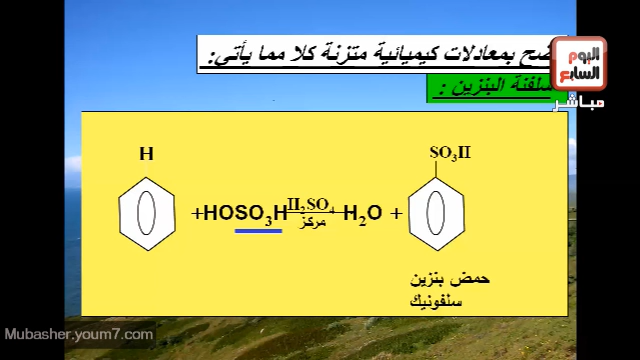 ضح بمعادلات كيميائية متزنة كلا مما يأتي:
سلفنة البنزين :
اليوم
السابع
مباشر
H
SO₃H
+HOSO₃H
H₂SO₄
مركز
H₂O +
حمض بنزين
سلفونيك
Mubasher.youm7.com